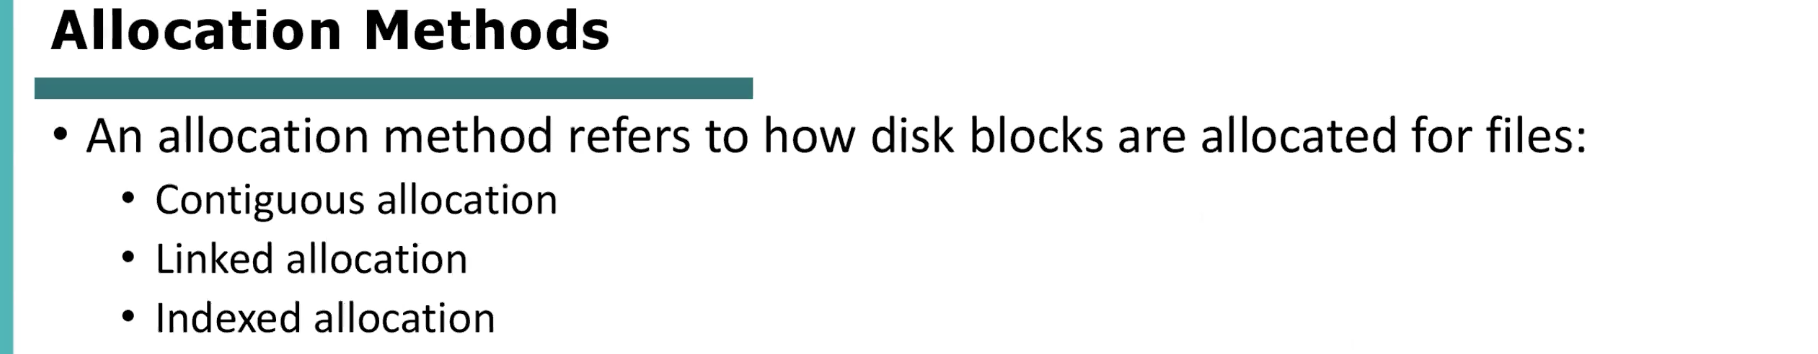 Allocation Methods
• An allocation method refers to how disk blocks are allocated for files:
• Contiguous allocation
• Linked allocation
• Indexed allocation